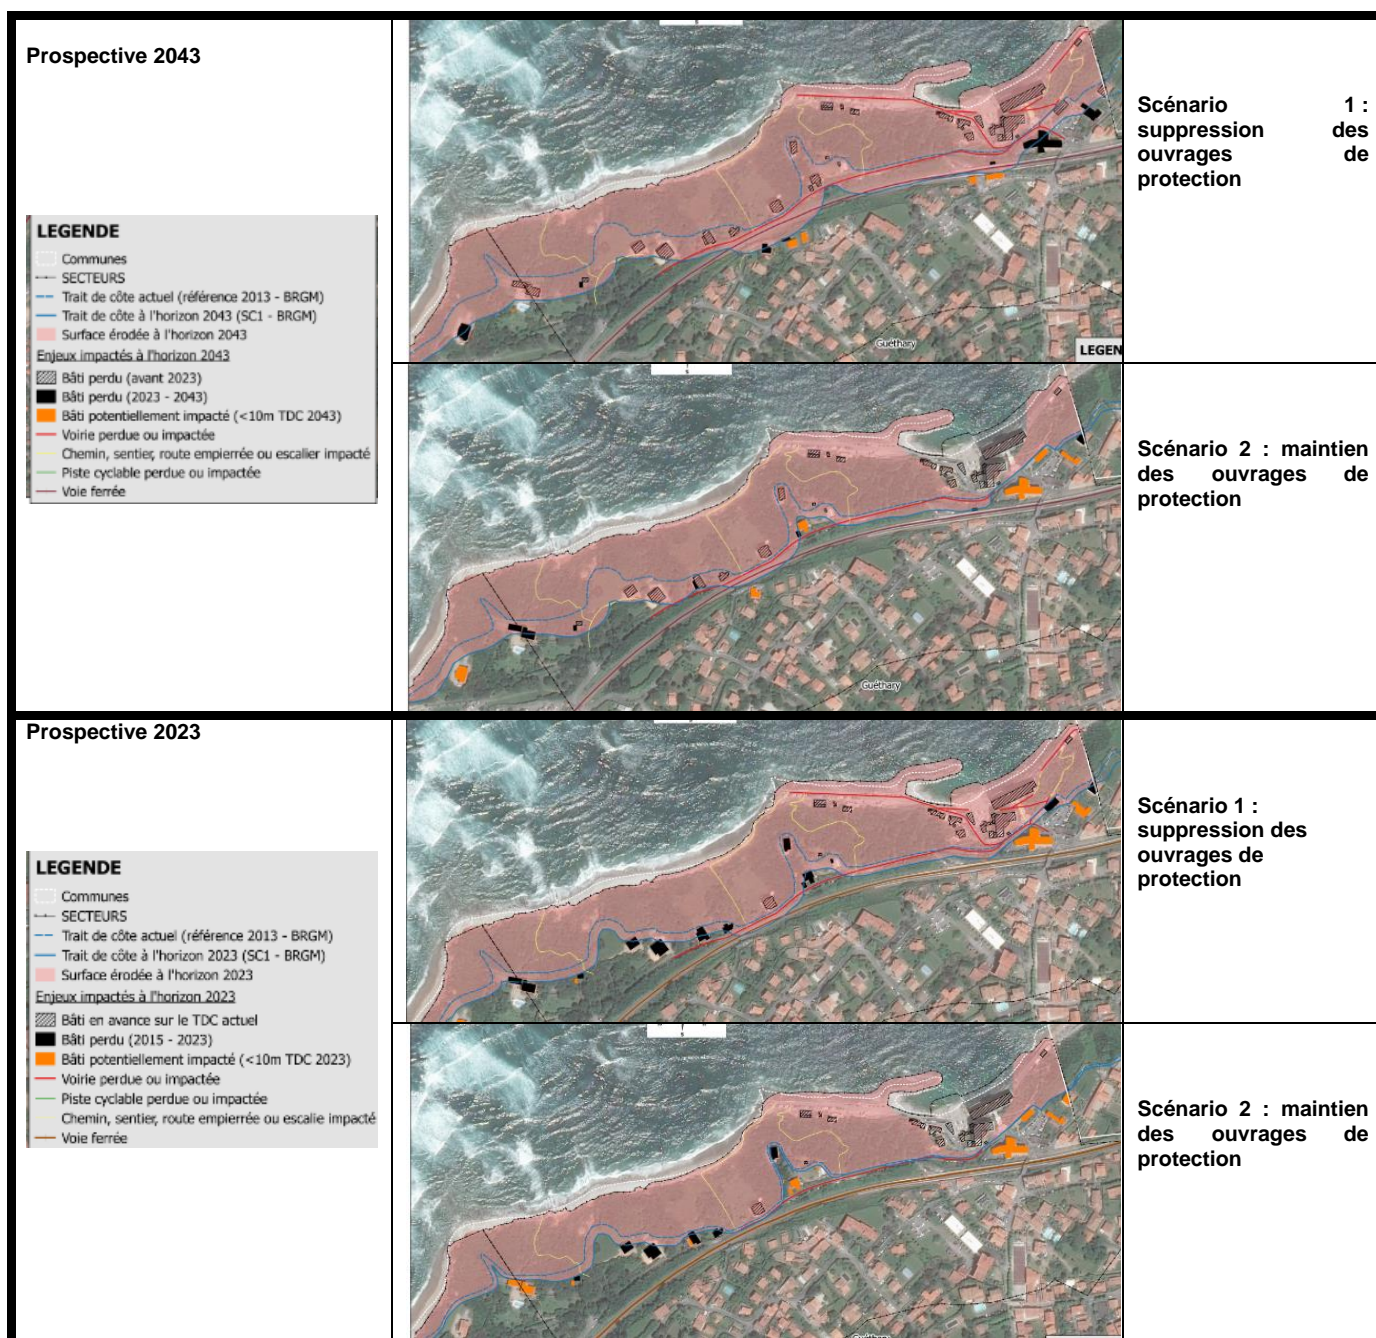 Prospective 2043
LEGENDE
Communes
SECTEURS
Trait de côte actuel (référence 2013 - BRGM)
Trait de côte à l'horizon 2043 (SC1 - BRGM)
Surface érodée à l'horizon 2043
Enjeux impactés à l'horizon 2043
Bâti perdu (avant 2023)
Bâti perdu (2023 - 2043)
Bâti potentiellement impacté (<10m TDC 2043)
Voirie perdue ou impactée
Chemin, sentier, route empierrée ou escalier impacté
Piste cyclable perdue ou impactée
Voie ferrée
Guéthary
LEGEN
Scénario 1 :
suppression des
ouvrages de
protection
Guéthary
Scénario 2 : maintien
des ouvrages de
protection
Prospective 2023
LEGENDE
Communes
SECTEURS
Trait de côte actuel (référence 2013 - BRGM)
Trait de côte à l'horizon 2023 (SC1 - BRGM)
Surface érodée à l'horizon 2023
Enjeux impactés à l'horizon 2023
Bâti en avance sur le TDC actuel
Bâti perdu (2015 - 2023)
Bâti potentiellement impacté (<10m TDC 2023)
Voirie perdue ou impactée
Piste cyclable perdue ou impactée
Chemin, sentier, route empierrée ou escalie impacté
Voie ferrée
Scénario 1 :
suppression des
ouvrages de
protection
Guéthary
Scénario 2 : maintien
des ouvrages de
protection